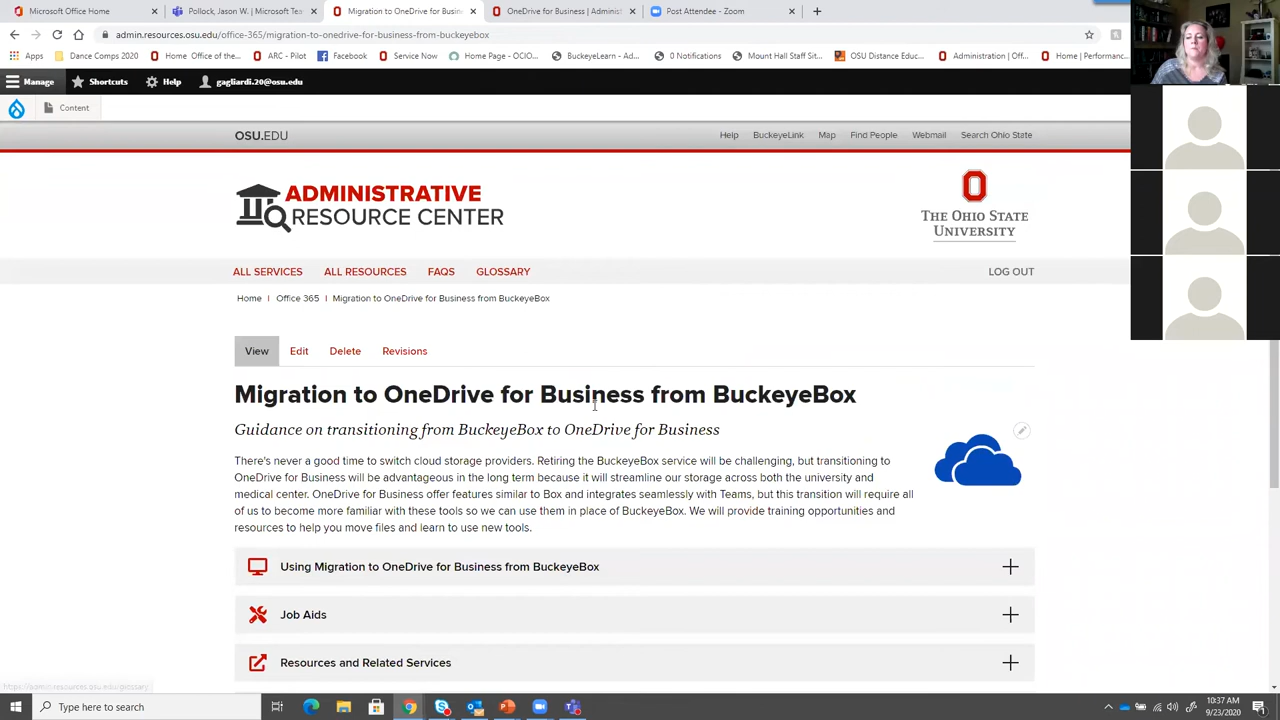 Microsoft Office Home
Pollock, Jason W. | Microsoft Tea
Migration to OneDrive for Busin
OneDrive for Business | Administ
Post Attendee - Zoom
admin.resources.osu.edu/office-365/migration-to-onedrive-for-business-from-buckeyebox
Apps
Dance Comps 2020
Home Office of the...
ARC - Pilot
Facebook
Service Now
Home Page - OCIO...
BuckeyeLearn - Ad...
0 Notifications
Mount Hall Staff Sit...
OSU Distance Educ...
Administration | Off...
Home | Performanc...
Manage
Shortcuts
Help
gagliardi.20@osu.edu
Content
OSU.EDU
Help
BuckeyeLink
Map
Find People
Webmail
Search Ohio State
ADMINISTRATIVE
RESOURCE CENTER
THE OHIO STATE
UNIVERSITY
ALL SERVICES
ALL RESOURCES
FAQS
GLOSSARY
LOG OUT
Home | Office 365 | Migration to OneDrive for Business from BuckeyeBox
View
Edit
Delete
Revisions
Migration to OneDrive for Business from BuckeyeBox
Guidance on transitioning from BuckeyeBox to OneDrive for Business
There's never a good time to switch cloud storage providers. Retiring the BuckeyeBox service will be challenging, but transitioning to
OneDrive for Business will be advantageous in the long term because it will streamline our storage across both the university and
medical center. OneDrive for Business offer features similar to Box and integrates seamlessly with Teams, but this transition will require all
of us to become more familiar with these tools so we can use them in place of BuckeyeBox. We will provide training opportunities and
resources to help you move files and learn to use new tools.
Using Migration to OneDrive for Business from BuckeyeBox
Job Aids
Resources and Related Services
https://admin.resources.osu.edu/glossary
Type here to search
10:37 AM
9/23/2020